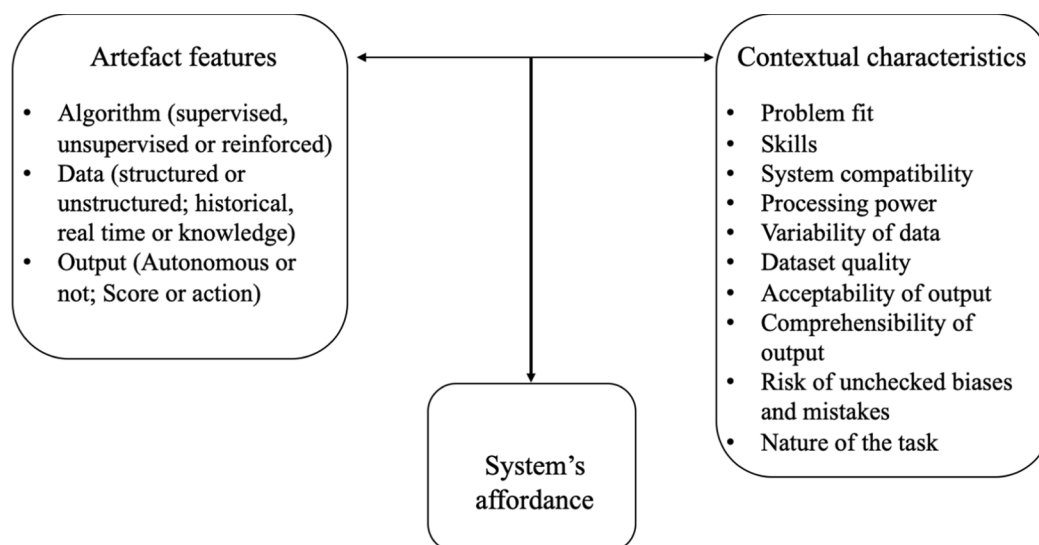 Artefact features
• Algorithm (supervised,
unsupervised or reinforced)
• Data (structured or
unstructured; historical,
real time or knowledge)
• Output (Autonomous or
not; Score or action)
Contextual characteristics
• Problem fit
• Skills
• System compatibility
• Processing power
• Variability of data
• Dataset quality
• Acceptability of output
• Comprehensibility of
output
• Risk of unchecked biases
and mistakes
• Nature of the task
System’s
affordance